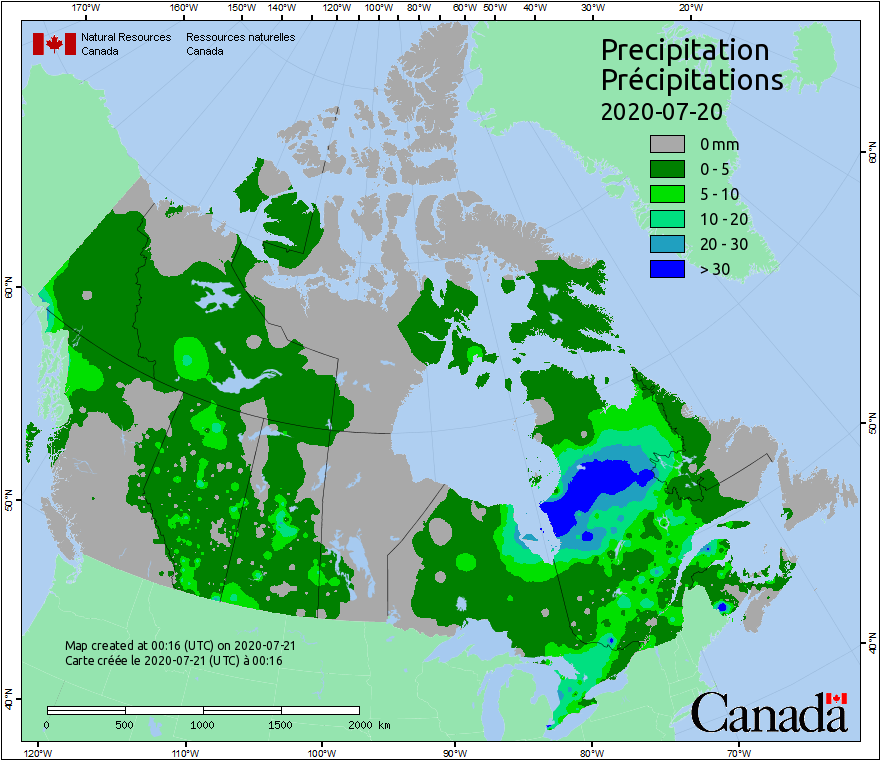 170°W 160°W 150°W 140°W 130°W 120°W 110°W 100°W 90°W 80°W 70°W 60°W 50°W 40°W 30°W 20°W
Natural Resources Canada
Ressources naturelles Canada
Precipitation
Précipitations
2020-07-20
0 mm
0 - 5
5 - 10
10 - 20
20 - 30
> 30
60°N
60°N
50°N
50°N
40°N
40°N
Map created at 00:16 (UTC) on 2020-07-21
Carte créée le 2020-07-21 (UTC) à 00:16
0 500 1000 1500 2000 km
Canada
120°W 110°W 100°W 90°W 80°W 70°W